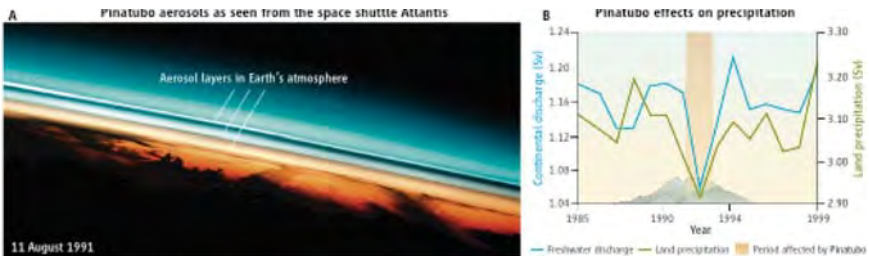 A Pinatubo aerosols as seen from the space shuttle Atlantis
Aerosol layers in Earth's atmosphere
11 August 1991
B Pinatubo effects on precipitation
Continental discharge (Sv)
1.24
1.20
1.16
1.12
1.08
1.04
3.30
3.20
3.10
3.00
2.90
Land precipitation (Sv)
1985 1990 1994 1999
Year
Freshwater discharge Land precipitation Period affected by Pinatubo